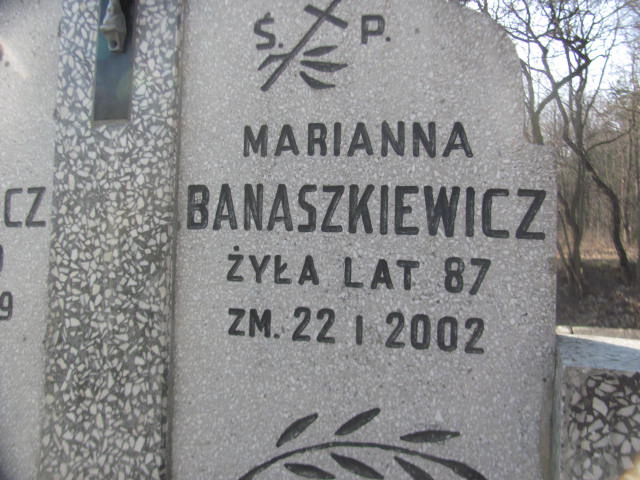 Ś. P.
MARIANNA
BANASZKIEWICZ
ŻYŁA LAT 87
ZM. 22 I 2002